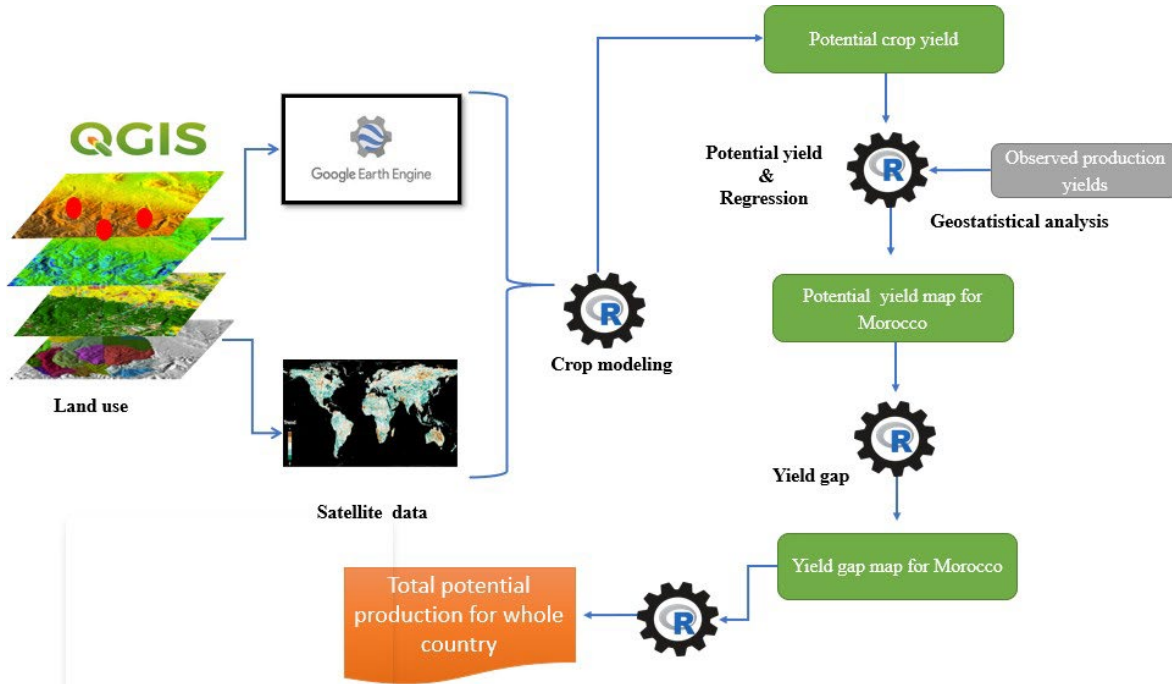 QGIS
Land use
Google Earth Engine
Satellite data
R
Crop modeling
Potential crop yield
Potential yield
&
Regression
R
Observed production
yields
Geostatistical analysis
Potential yield map for
Morocco
R
Yield gap
Yield gap map for Morocco
R
Total potential
production for whole
country